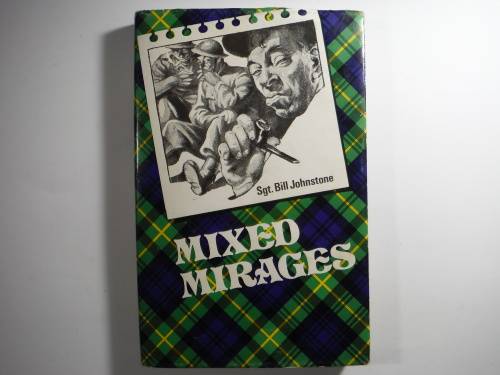 Sgt. Bill Johnstone
MIXED
MIRAGES